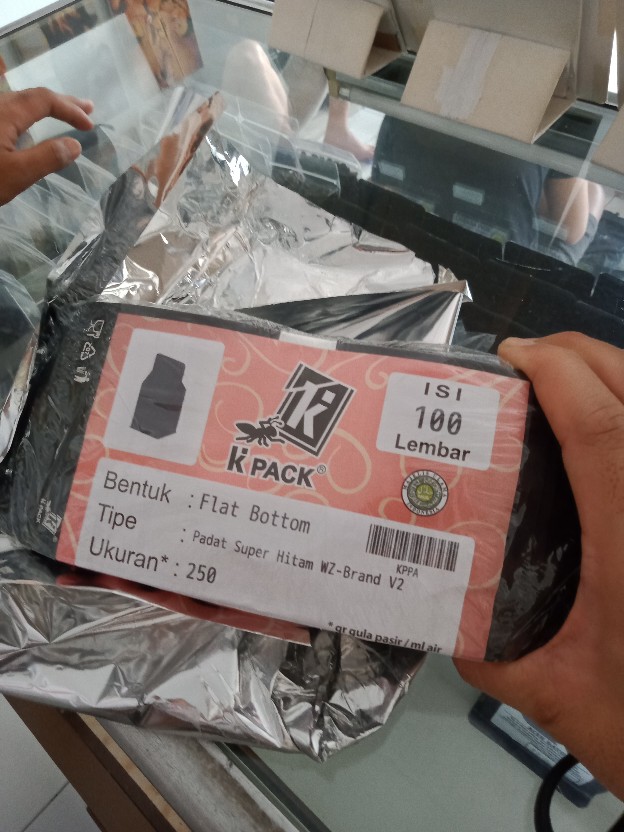 K PACK®
ISI
100
Lembar
Bentuk : Flat Bottom
Tipe : Padat Super Hitam WZ-Brand V2
Ukuran* : 250
KPPA
* gr gula pasir / ml air